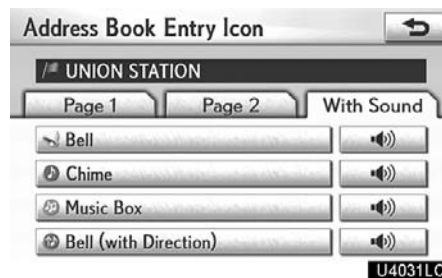 Address Book Entry Icon
UNION STATION
Page 1 Page 2 With Sound
Bell
Chime
Music Box
Bell (with Direction)